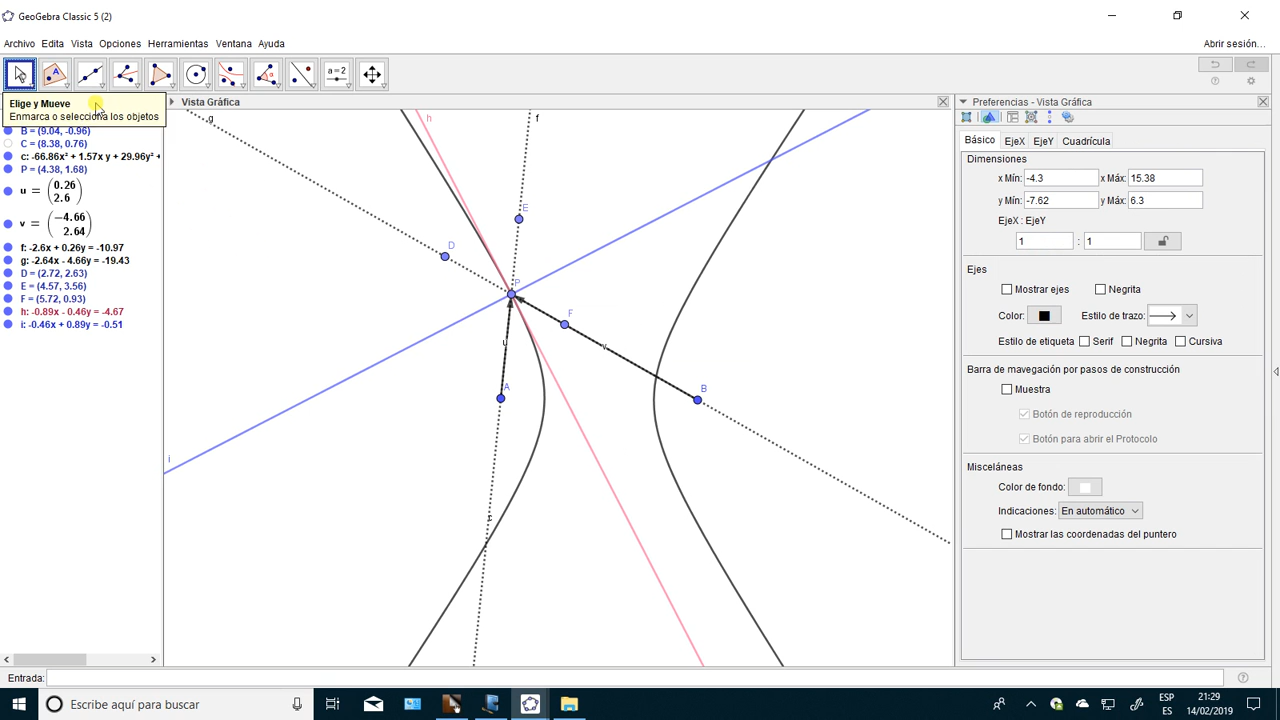 GeoGebra Classic 5 (2)
Archivo Edita Vista Opciones Herramientas Ventana Ayuda
Abrir sesión...
a=2
Elige y Mueve
Enmarca o selecciona los objetos
Vista Gráfica
Preferencias - Vista Gráfica
B = (9.04, -0.96)
C = (8.38, 0.76)
c: -66.86x² + 1.57x y + 29.96y² +
P = (4.38, 1.68)
u = (0.26
2.6)
v = (−4.66
2.64)
f: -2.6x + 0.26y = -10.97
g: -2.64x - 4.66y = -19.43
D = (2.72, 2.63)
E = (4.57, 3.56)
F = (5.72, 0.93)
h: -0.89x - 0.46y = -4.67
i: -0.46x + 0.89y = -0.51
g
h
f
E
D
P
F
u
v
A
B
i
c
Básico EjeX EjeY Cuadrícula
Dimensiones
x Mín: -4.3 x Máx: 15.38
y Mín: -7.62 y Máx: 6.3
EjeX : EjeY
1 : 1
Ejes
Mostrar ejes Negrita
Color: Estilo de trazo:
Estilo de etiqueta Serif Negrita Cursiva
Barra de mavegación por pasos de construcción
Muestra
Botón de reproducción
Botón para abrir el Protocolo
Misceláneas
Color de fondo:
Indicaciones: En automático
Mostrar las coordenadas del puntero
Entrada:
Escribe aquí para buscar
ESP
ES
21:29
14/02/2019